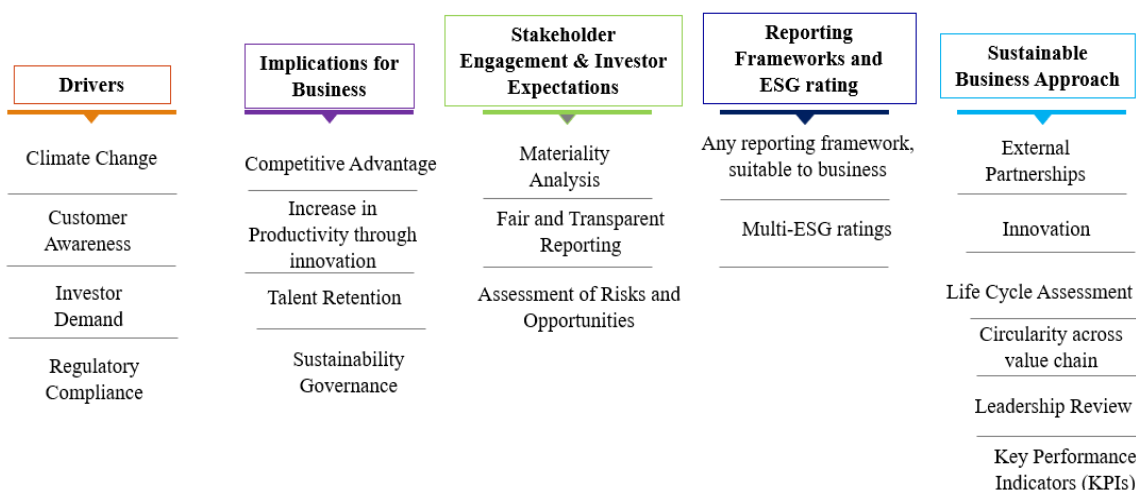 Drivers
Climate Change
Customer
Awareness
Investor
Demand
Regulatory
Compliance
Implications for
Business
Competitive Advantage
Increase in
Productivity through
innovation
Talent Retention
Sustainability
Governance
Stakeholder
Engagement & Investor
Expectations
Materiality
Analysis
Fair and Transparent
Reporting
Assessment of Risks and
Opportunities
Reporting
Frameworks and
ESG rating
Any reporting framework,
suitable to business
Multi-ESG ratings
Sustainable
Business Approach
External
Partnerships
Innovation
Life Cycle Assessment
Circularity across
value chain
Leadership Review
Key Performance
Indicators (KPIs)